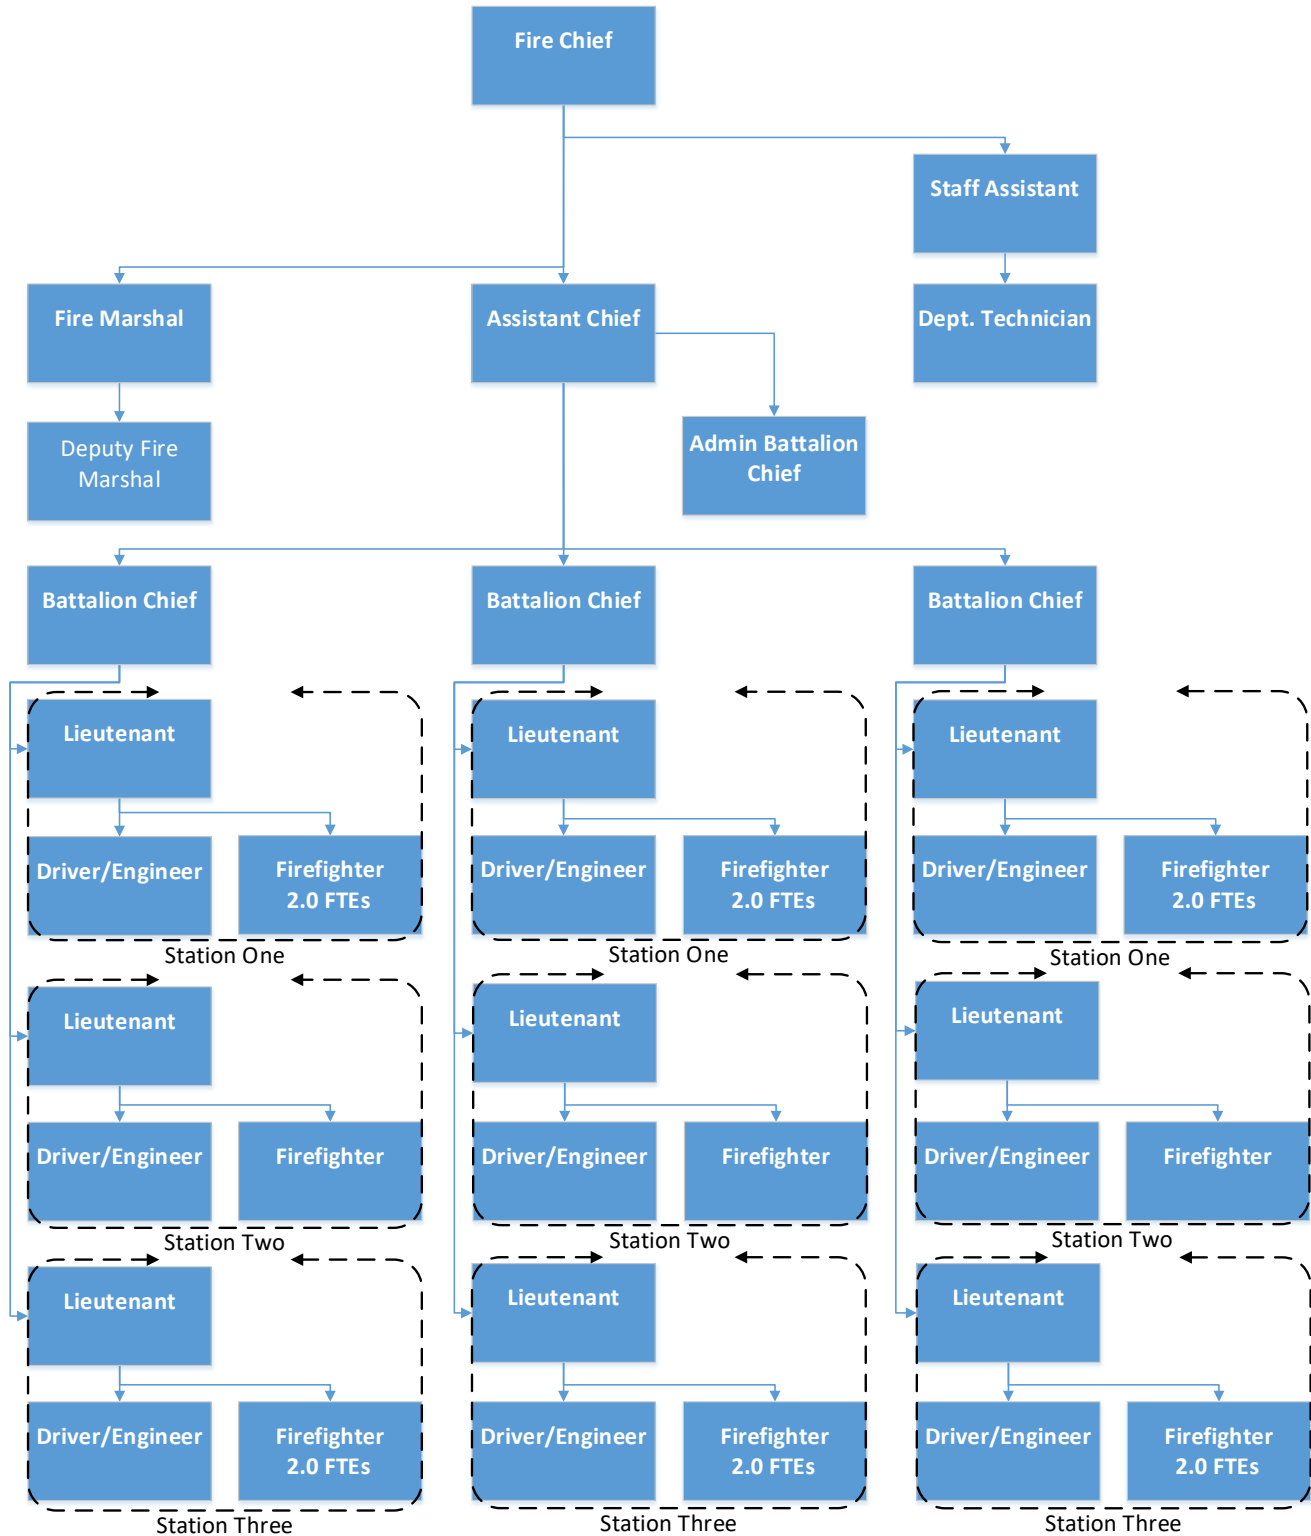 Fire Chief
Staff Assistant
Fire Marshal
Assistant Chief
Dept. Technician
Deputy Fire
Marshal
Admin Battalion
Chief
Battalion Chief
Battalion Chief
Battalion Chief
Lieutenant
Lieutenant
Lieutenant
Driver/Engineer
Firefighter
2.0 FTEs
Driver/Engineer
Firefighter
2.0 FTEs
Driver/Engineer
Firefighter
2.0 FTEs
Station One
Station One
Station One
Lieutenant
Lieutenant
Lieutenant
Driver/Engineer
Firefighter
Driver/Engineer
Firefighter
Driver/Engineer
Firefighter
Station Two
Station Two
Station Two
Lieutenant
Lieutenant
Lieutenant
Driver/Engineer
Firefighter
2.0 FTEs
Driver/Engineer
Firefighter
2.0 FTEs
Driver/Engineer
Firefighter
2.0 FTEs
Station Three
Station Three
Station Three